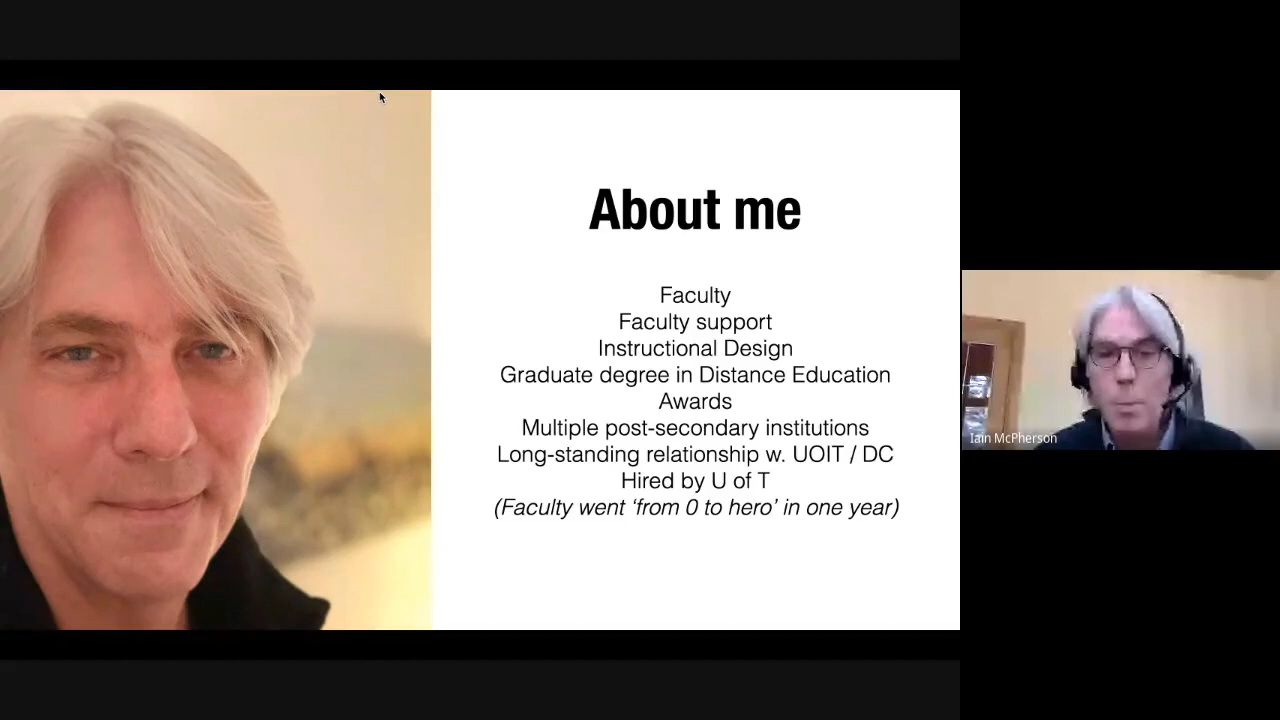 About me
Faculty
Faculty support
Instructional Design
Graduate degree in Distance Education
Awards
Multiple post-secondary institutions
Long-standing relationship w. UOIT / DC
Hired by U of T
(Faculty went ‘from 0 to hero’ in one year)
Iain McPherson